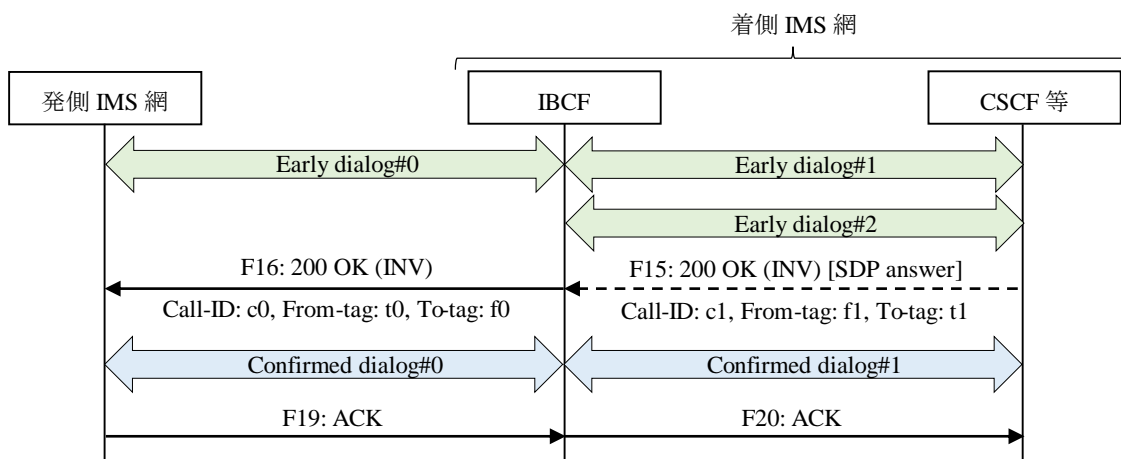 着側 IMS 網
発側 IMS 網
IBCF
CSCF 等
Early dialog#0
Early dialog#1
Early dialog#2
F16: 200 OK (INV)
F15: 200 OK (INV) [SDP answer]
Call-ID: c0, From-tag: t0, To-tag: f0
Call-ID: c1, From-tag: f1, To-tag: t1
Confirmed dialog#0
Confirmed dialog#1
F19: ACK
F20: ACK